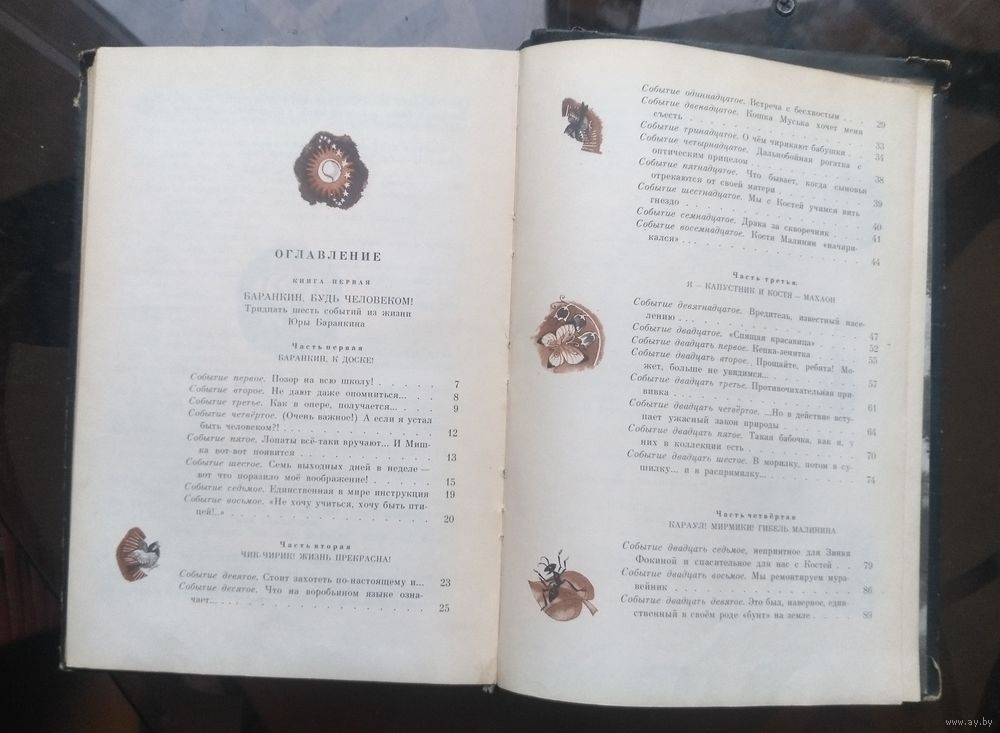 ОГЛАВЛЕНИЕ
КНИГА ПЕРВАЯ
БАРАНКИН, БУДЬ ЧЕЛОВЕКОМ!
Тридцать шесть событий из жизни
Юры Баранкина
Часть первая
БАРАНКИН, К ДОСКЕ!
Событие первое. Позор на всю школу! . . . . . 7
Событие второе. Не дают даже опомниться... . . 8
Событие третье. Как в опере, получается... . . . 9
Событие четвёртое. (Очень важное!) А если я устал
быть человеком?! . . . . . . . . . . . 12
Событие пятое. Лопаты всё-таки вручают... И Миш-
ка вот-вот появится . . . . . . . . . . 13
Событие шестое. Семь выходных дней в неделе —
вот что поразило моё воображение! . . . . . 15
Событие седьмое. Единственная в мире инструкция 19
Событие восьмое. «Не хочу учиться, хочу быть пти-
цей!..» . . . . . . . . . . . . . . 20
Часть вторая
ЧИК-ЧИРИК! ЖИЗНЬ ПРЕКРАСНА!
Событие девятое. Стоит захотеть по-настоящему и... 23
Событие десятое. Что на воробьином языке озна-
чает... . . . . . . . . . . . . . . 25
Событие одиннадцатое. Встреча с бесхвостым . . . 29
Событие двенадцатое. Кошка Муська хочет меня
съесть . . . . . . . . . . . . . . 33
Событие тринадцатое. О чём чирикают бабушки . . 34
Событие четырнадцатое. Дальнобойная рогатка с
оптическим прицелом . . . . . . . . . . 38
Событие пятнадцатое. Что бывает, когда сыновья
отрекаются от своей матери . . . . . . . . 39
Событие шестнадцатое. Мы с Костей учимся вить
гнездо . . . . . . . . . . . . . . 40
Событие семнадцатое. Драка за скворечник . . . 41
Событие восемнадцатое. Костя Малинин «начири-
кался» . . . . . . . . . . . . . . 44
Часть третья.
Я — КАПУСТНИК И КОСТЯ — МАХАОН
Событие девятнадцатое. Вредитель, известный насе-
лению . . . . . . . . . . . . . . 47
Событие двадцатое. «Спящая красавица» . . . . 52
Событие двадцать первое. Кепка-зенитка . . . . 55
Событие двадцать второе. Прощайте, ребята! Мо-
жет, больше не увидимся... . . . . . . . . 57
Событие двадцать третье. Противочихательная при-
вивка . . . . . . . . . . . . . . 61
Событие двадцать четвёртое. ...Но в действие всту-
пает ужасный закон природы . . . . . . . . 64
Событие двадцать пятое. Такая бабочка, как я, у
них в коллекции есть . . . . . . . . . . 70
Событие двадцать шестое. В морилку, потом в су-
шилку... и в распрямилку... . . . . . . . . 74
Часть четвёртая
КАРАУЛ! МИРМИКИ! ГИБЕЛЬ МАЛИНИНА
Событие двадцать седьмое, неприятное для Зинки
Фокиной и спасительное для нас с Костей . . . 79
Событие двадцать восьмое. Мы ремонтируем мура-
вейник . . . . . . . . . . . . . . 86
Событие двадцать девятое. Это был, наверное, един-
ственный в своём роде «бунт» на земле . . . . 89
www.ay.by